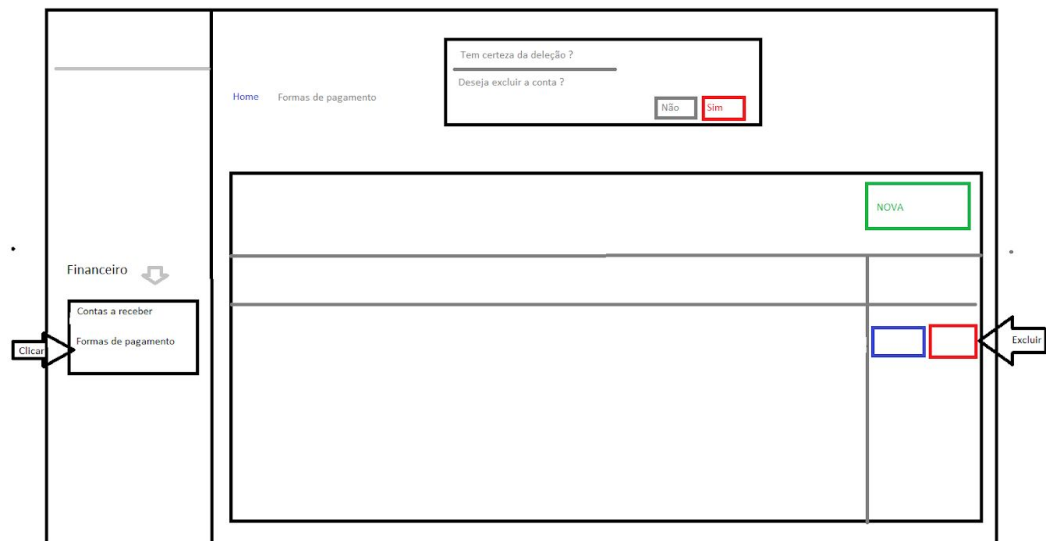 Tem certeza da deleção ?
Deseja excluir a conta ?
Não Sim
Home Formas de pagamento
NOVA
Financeiro
Contas a receber
Formas de pagamento
Clicar
Excluir